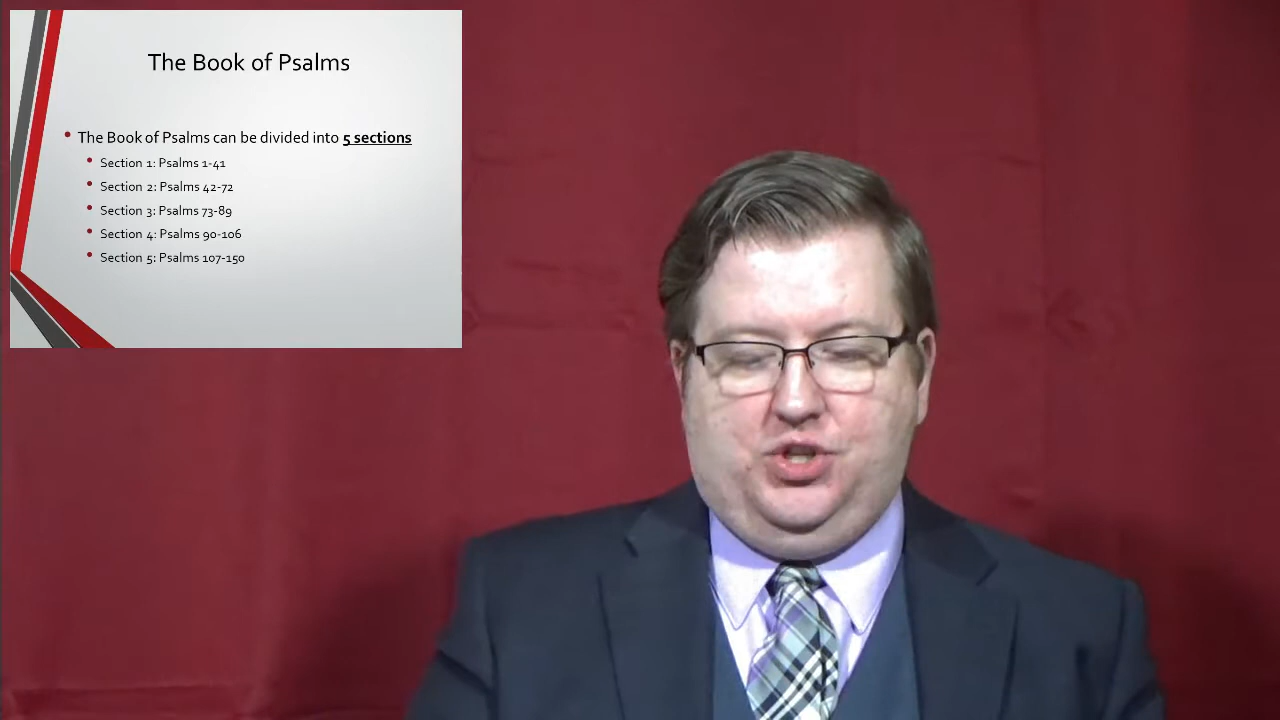 The Book of Psalms
The Book of Psalms can be divided into 5 sections
Section 1: Psalms 1-41
Section 2: Psalms 42-72
Section 3: Psalms 73-89
Section 4: Psalms 90-106
Section 5: Psalms 107-150